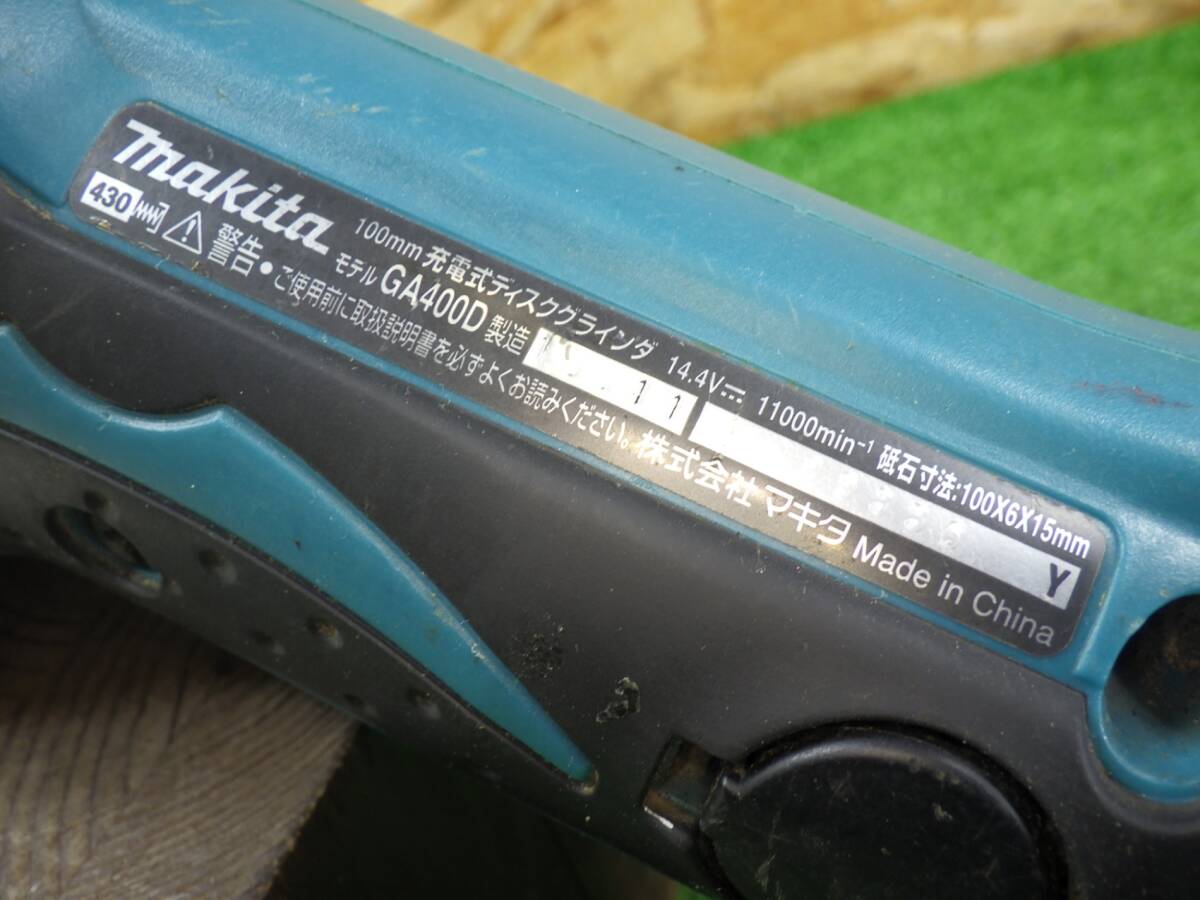 makita
100mm 充電式ディスクグラインダ 14.4V 11000min⁻¹ 砥石寸法:100X6X15mm
430
モデル GA400D 製造 11 Y
警告 ● ご使用前に取扱説明書を必ずよくお読みください。 株式会社 マキタ Made in China